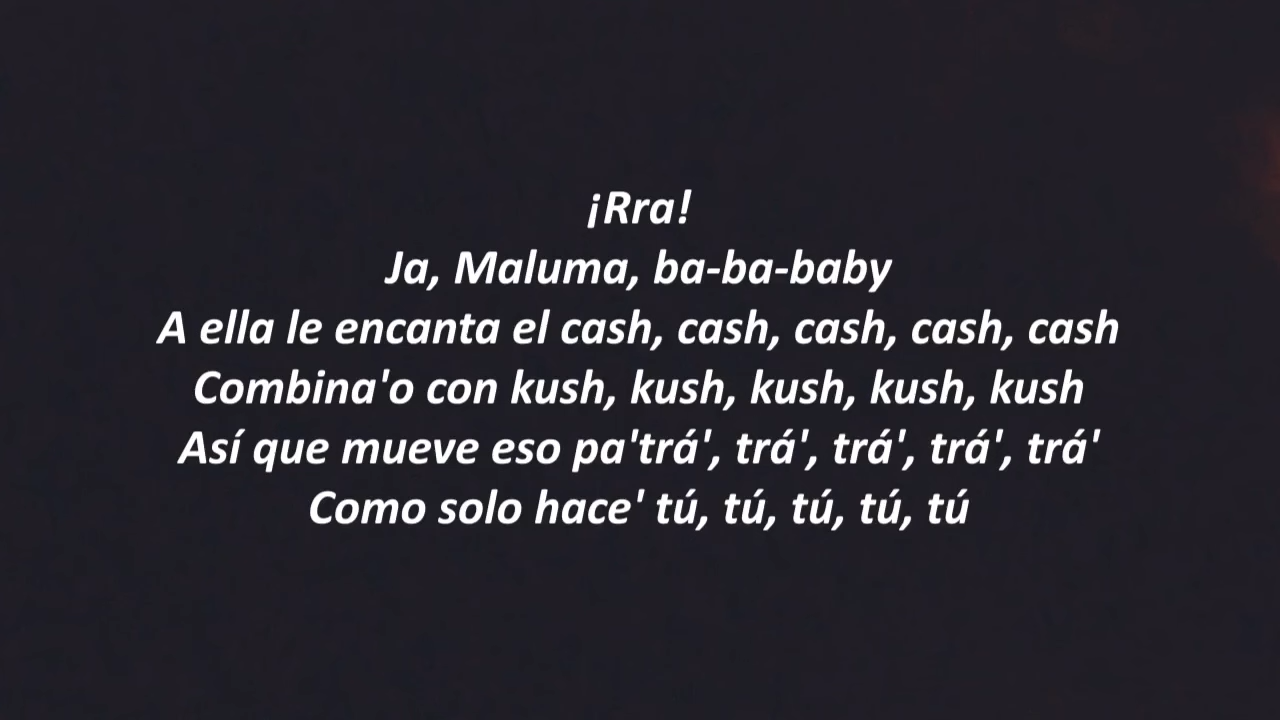 ¡Rra!
Ja, Maluma, ba-ba-baby
A ella le encanta el cash, cash, cash, cash, cash
Combina'o con kush, kush, kush, kush, kush
Así que mueve eso pa'trá', trá', trá', trá', trá'
Como solo hace' tú, tú, tú, tú, tú